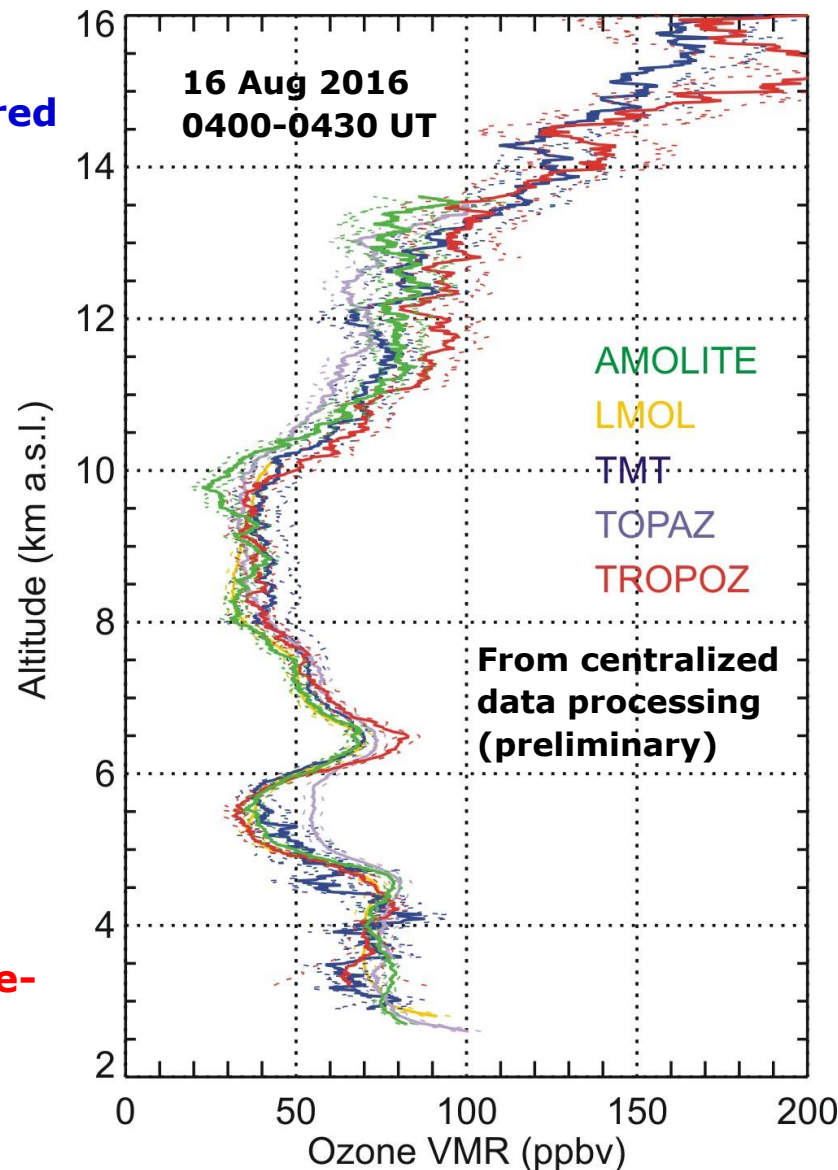 red
e-
16 Aug 2016
0400-0430 UT
AMOLITE
LMOL
TMT
TOPAZ
TROPOZ
From centralized
data processing
(preliminary)
Altitude (km a.s.l.)
16
14
12
10
8
6
4
2
0 50 100 150 200
Ozone VMR (ppbv)